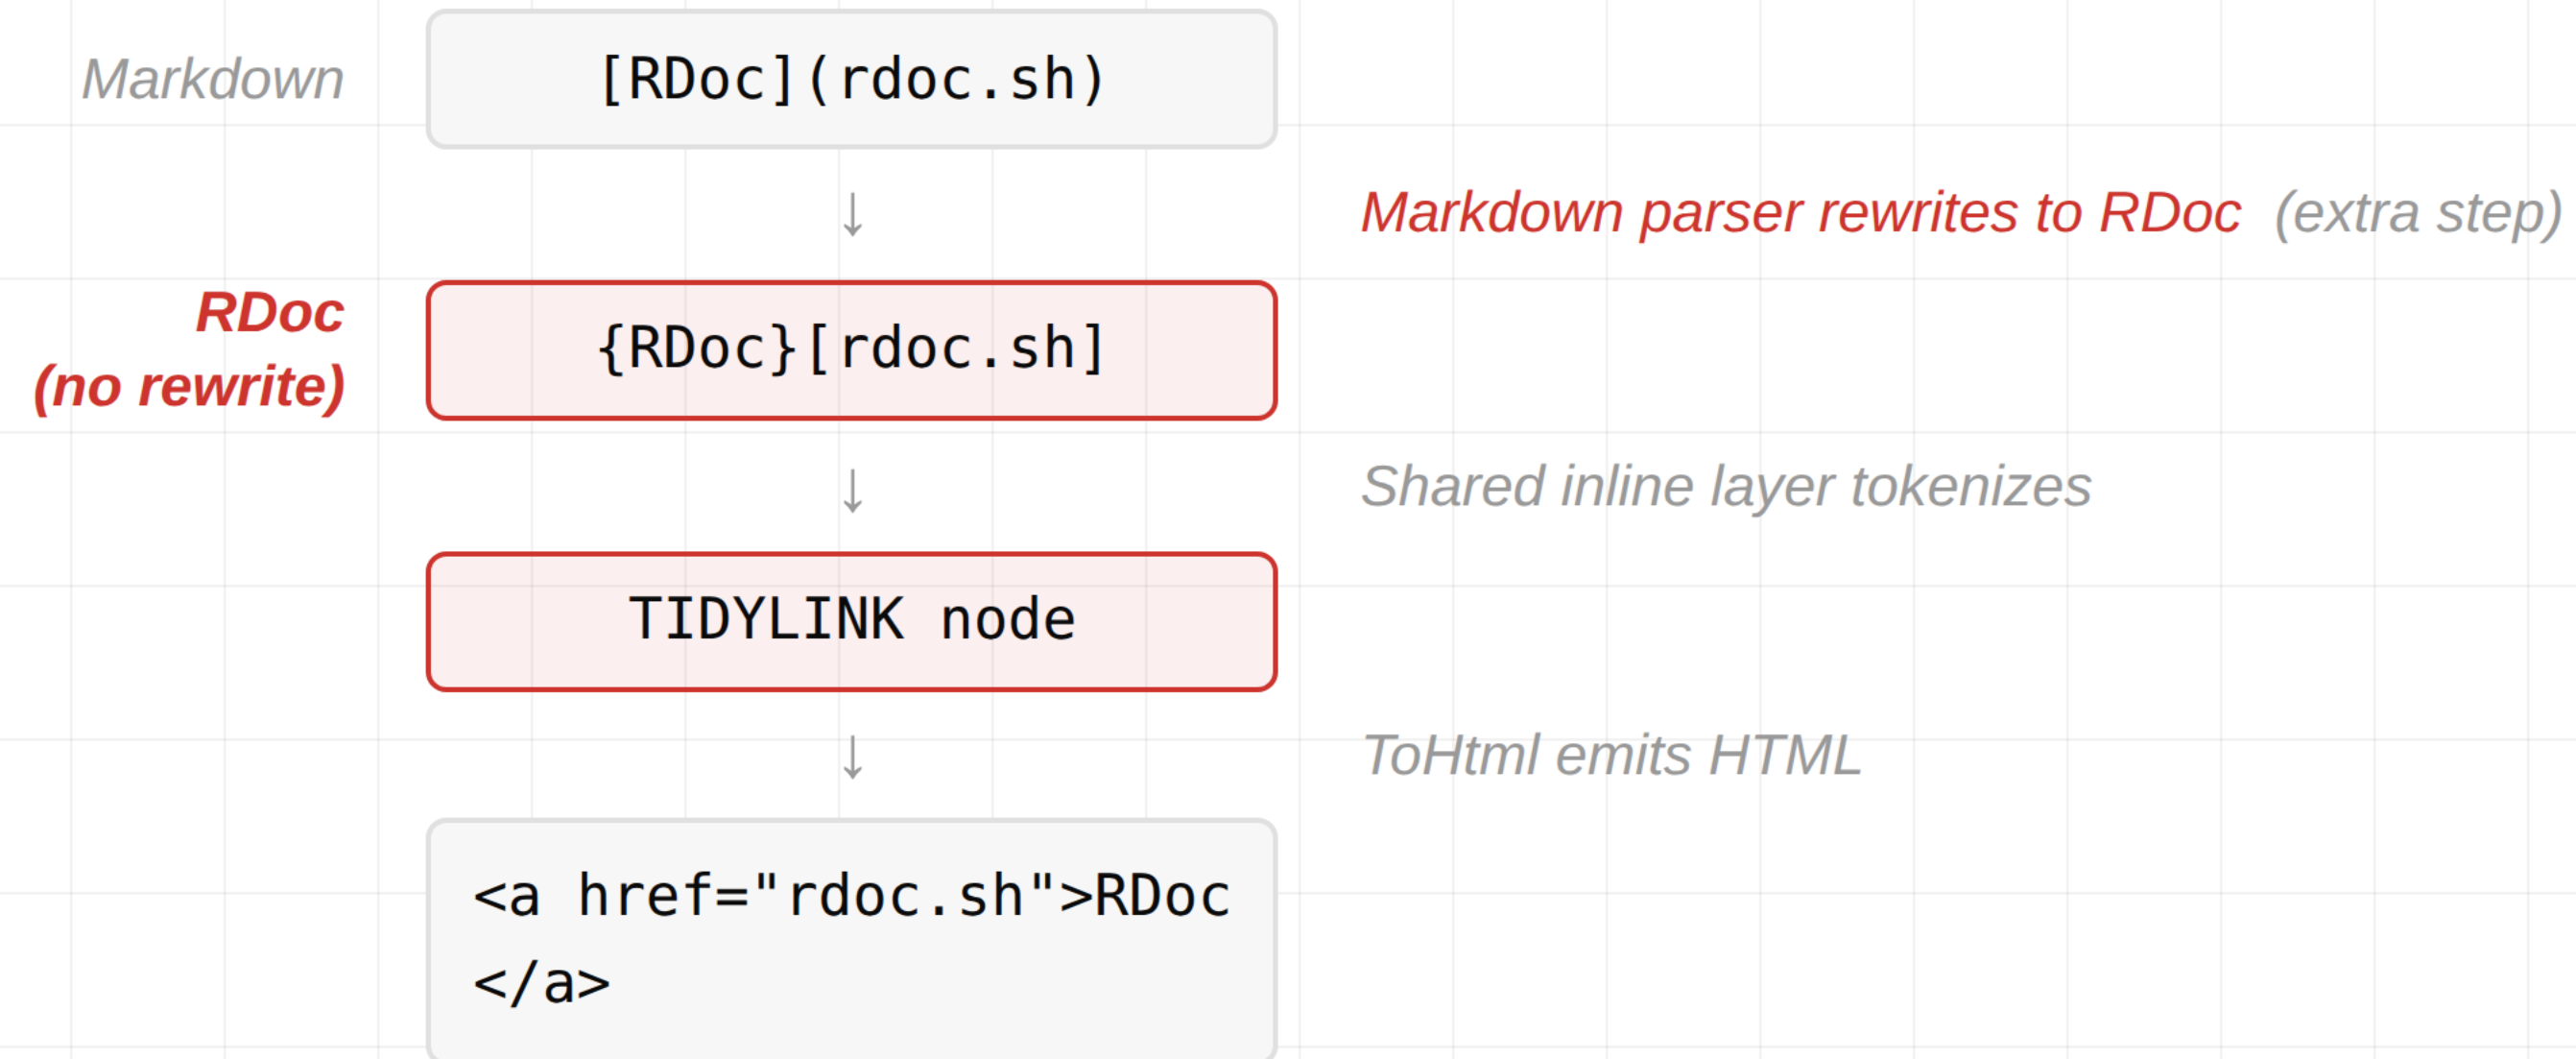 Markdown
[RDoc](rdoc.sh)
↓
Markdown parser rewrites to RDoc (extra step)
RDoc
(no rewrite)
{RDoc}[rdoc.sh]
↓
Shared inline layer tokenizes
TIDYLINK node
↓
ToHtml emits HTML
<a href="rdoc.sh">RDoc
</a>